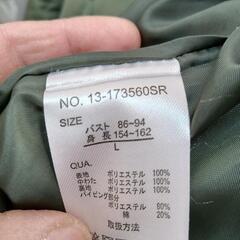 NO. 13-173560SR
SIZE
バスト 86~94
身長 154~162
L
QUA.
表地 ポリエステル 100%
中わた ポリエステル 100%
裏地 ポリエステル 100%
パイピング部分
ポリエステル 80%
綿 20%
取扱方法